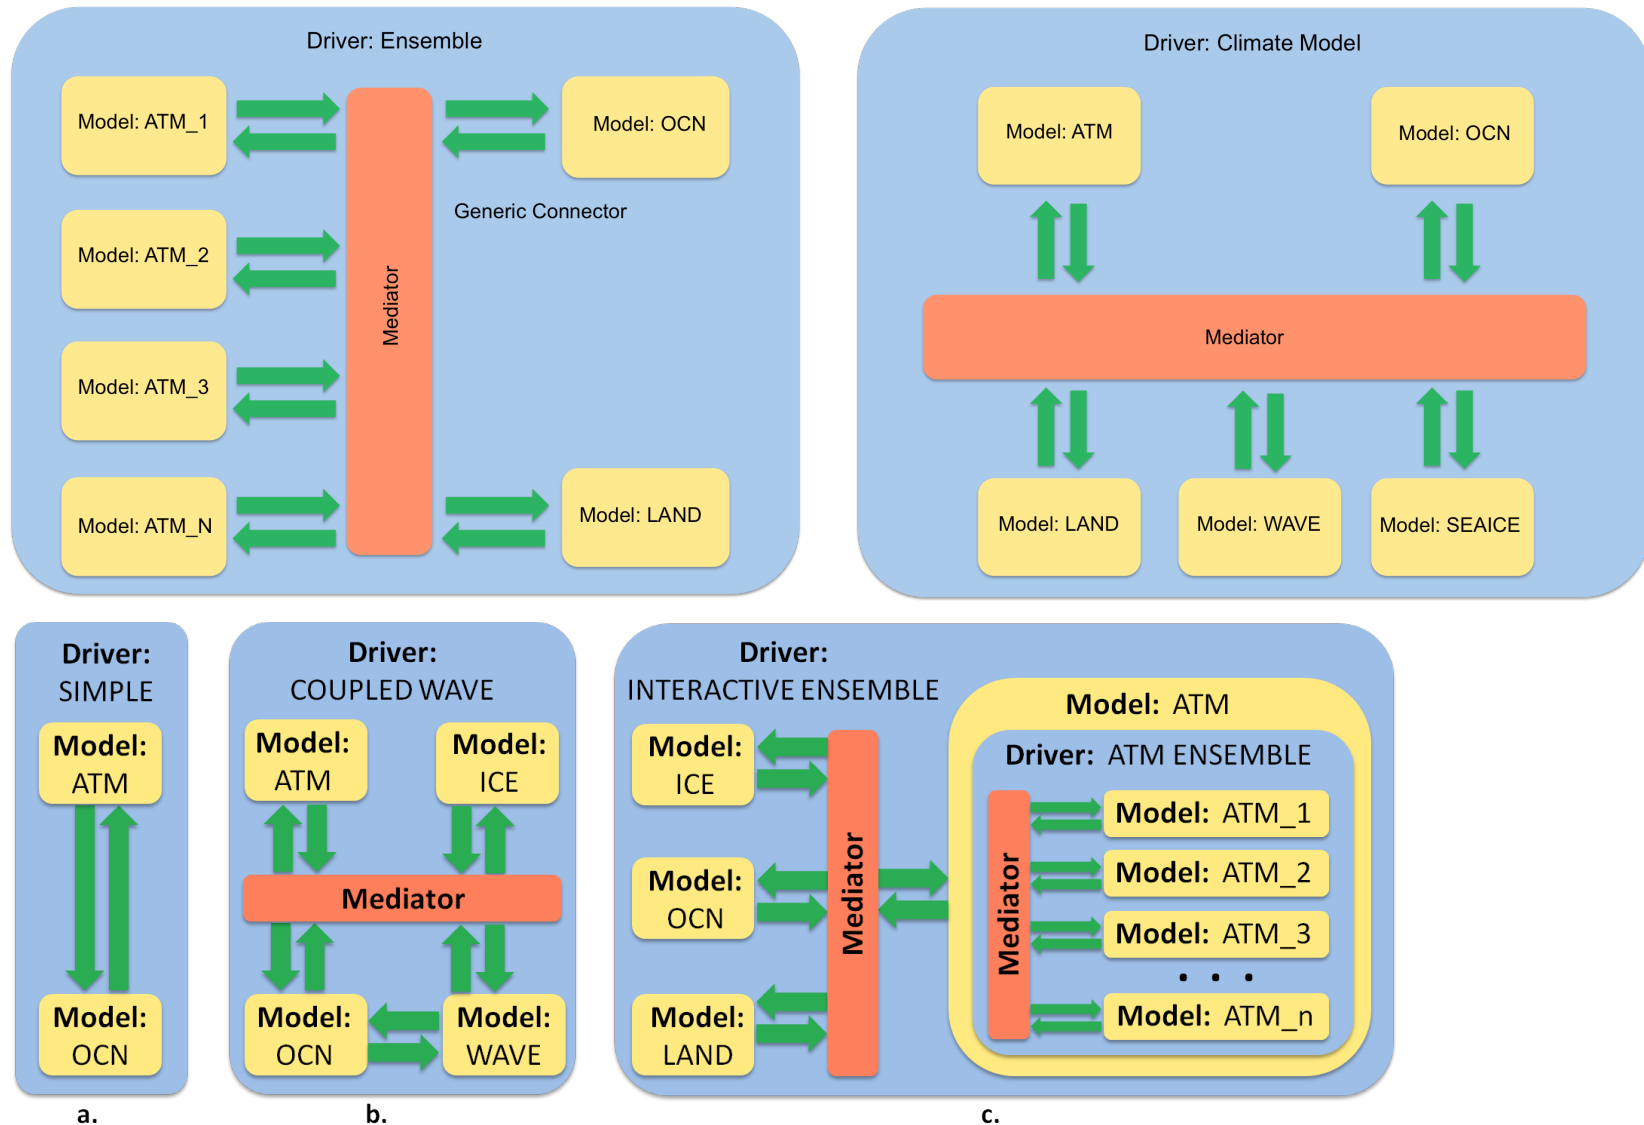 Driver: Ensemble
Model: ATM_1
Model: OCN
Generic Connector
Model: ATM_2
Mediator
Model: ATM_3
Model: ATM_N
Model: LAND
Driver: Climate Model
Model: ATM
Model: OCN
Mediator
Model: LAND
Model: WAVE
Model: SEAICE
Driver:
SIMPLE
Model:
ATM
Model:
OCN
a.
Driver:
COUPLED WAVE
Model:
ATM
Model:
ICE
Mediator
Model:
OCN
Model:
WAVE
b.
Driver:
INTERACTIVE ENSEMBLE
Model:
ICE
Model:
OCN
Model:
LAND
Mediator
Model: ATM
Driver: ATM ENSEMBLE
Mediator
Model: ATM_1
Model: ATM_2
Model: ATM_3
. . .
Model: ATM_n
c.